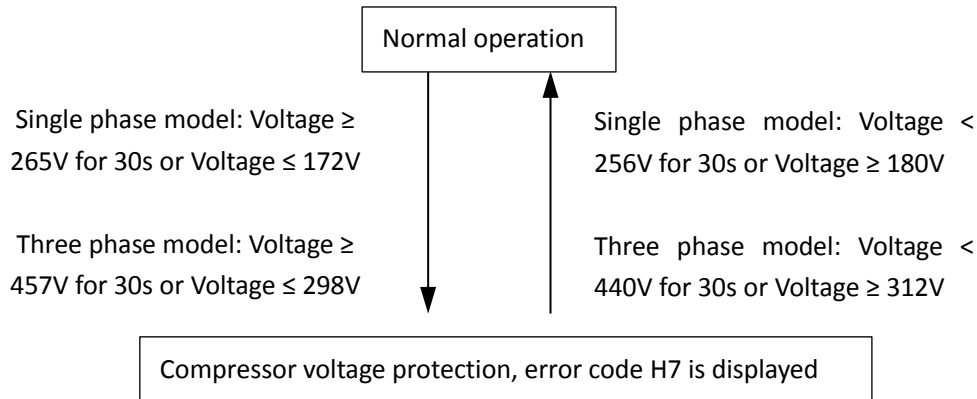 Normal operation
Single phase model: Voltage ≥
265V for 30s or Voltage ≤ 172V
Three phase model: Voltage ≥
457V for 30s or Voltage ≤ 298V
Single phase model: Voltage <
256V for 30s or Voltage ≥ 180V
Three phase model: Voltage <
440V for 30s or Voltage ≥ 312V
Compressor voltage protection, error code H7 is displayed